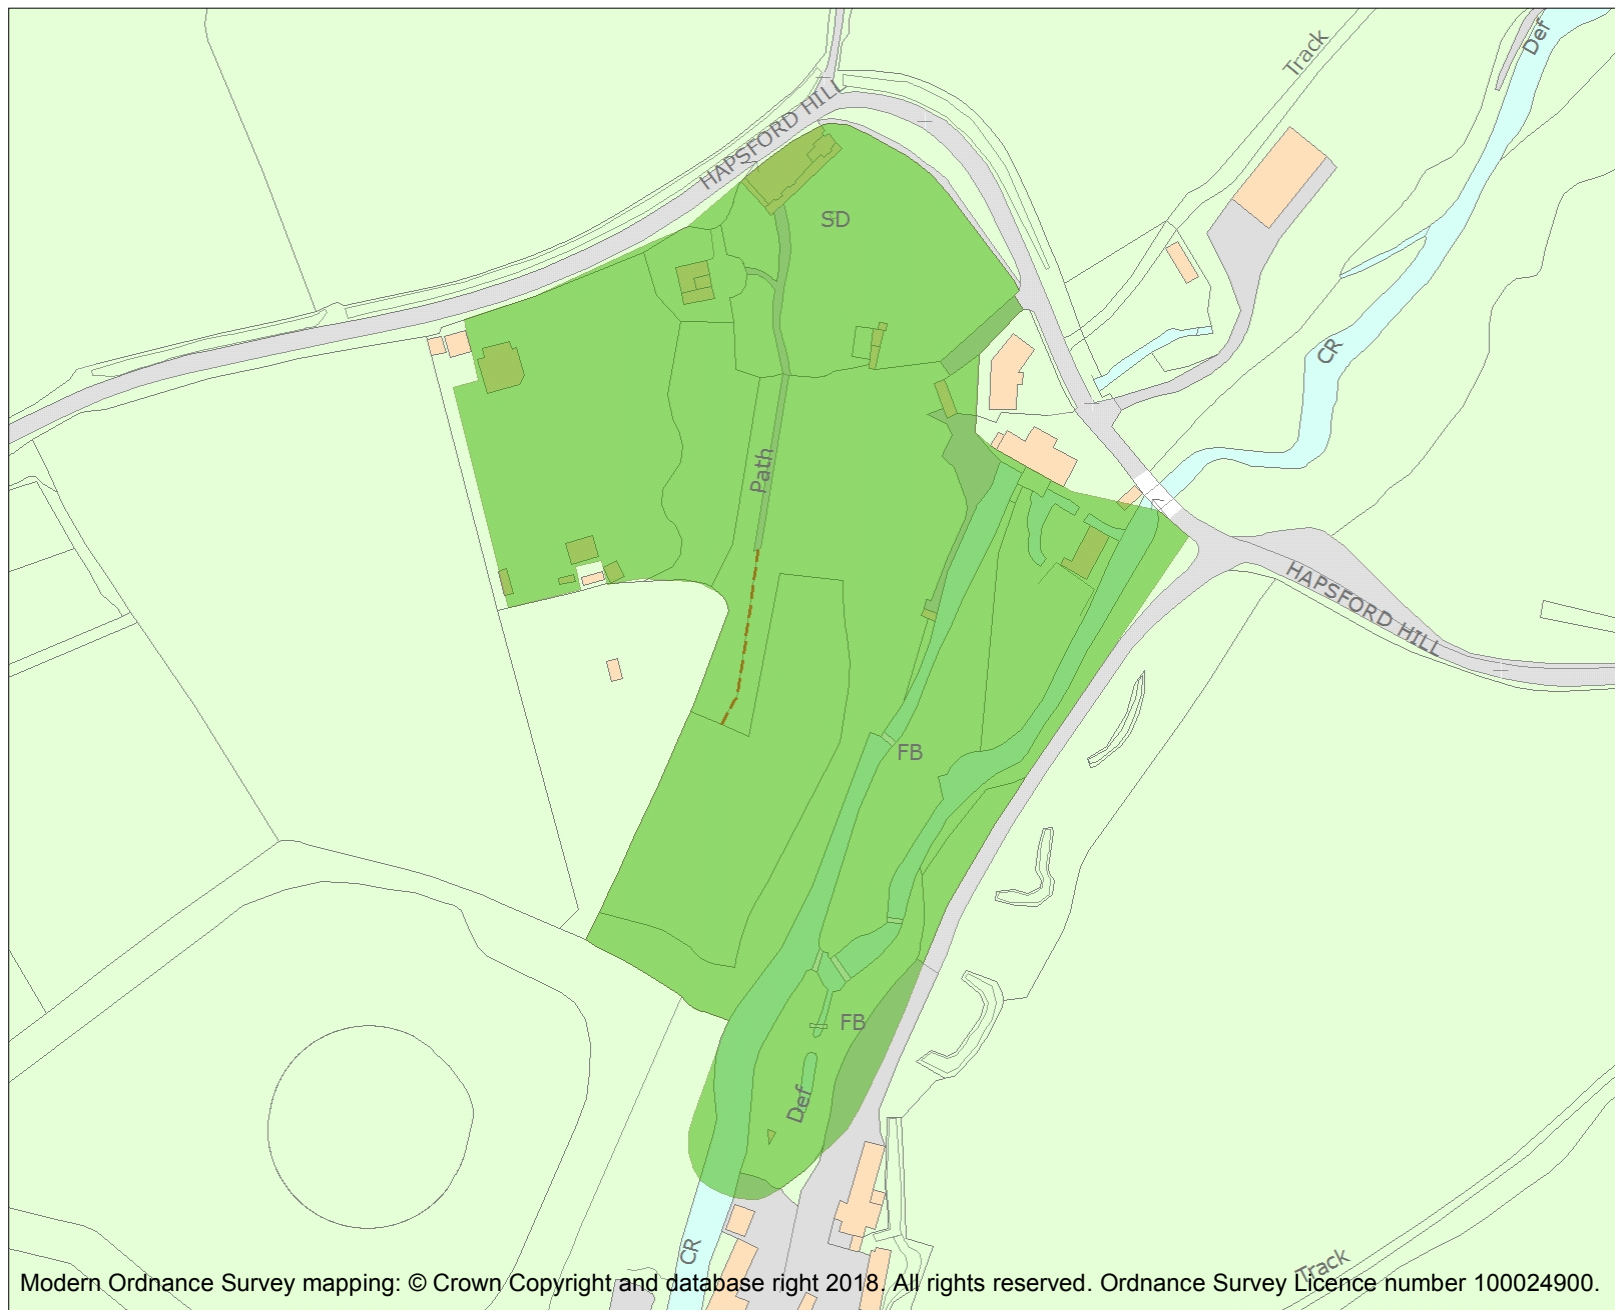 Track
Def
HAPSFORD HILL
SD
CR
Path
HAPSFORD HILL
FB
FB
Def
CR
Track
Modern Ordnance Survey mapping: © Crown Copyright and database right 2018. All rights reserved. Ordnance Survey Licence number 100024900.